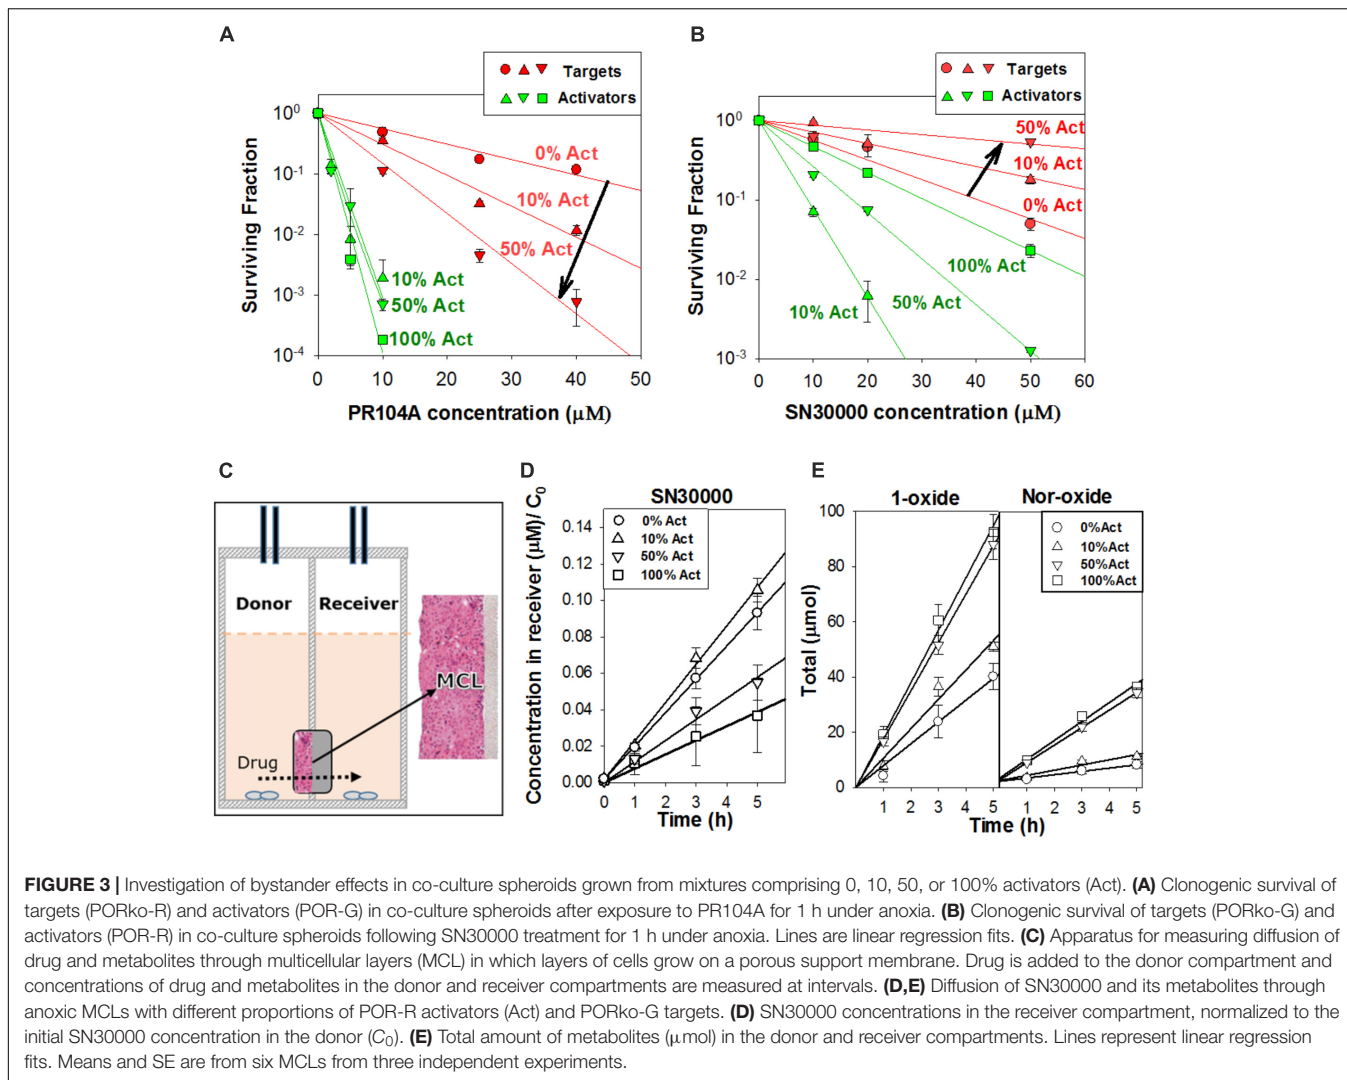 A
Targets
Activators
10⁰
10⁻¹
10⁻²
10⁻³
10⁻⁴
Surviving Fraction
0% Act
10% Act
50% Act
10% Act
50% Act
100% Act
0 10 20 30 40 50
PR104A concentration (μM)
B
Targets
Activators
10⁰
10⁻¹
10⁻²
10⁻³
Surviving Fraction
50% Act
10% Act
0% Act
100% Act
50% Act
10% Act
0 10 20 30 40 50 60
SN30000 concentration (μM)
C
Donor
Receiver
MCL
Drug
D
SN30000
0% Act
10% Act
50% Act
100% Act
0.14
0.12
0.10
0.08
0.06
0.04
0.02
0.00
Concentration in receiver (μM)/ C₀
0 1 3 5
Time (h)
E
1-oxide
Nor-oxide
0%Act
10%Act
50%Act
100%Act
100
80
60
40
20
0
Total (μmol)
1 2 3 4 5 1 2 3 4 5
Time (h)
FIGURE 3 | Investigation of bystander effects in co-culture spheroids grown from mixtures comprising 0, 10, 50, or 100% activators (Act). (A) Clonogenic survival of
targets (PORko-R) and activators (POR-G) in co-culture spheroids after exposure to PR104A for 1 h under anoxia. (B) Clonogenic survival of targets (PORko-G) and
activators (POR-R) in co-culture spheroids following SN30000 treatment for 1 h under anoxia. Lines are linear regression fits. (C) Apparatus for measuring diffusion of
drug and metabolites through multicellular layers (MCL) in which layers of cells grow on a porous support membrane. Drug is added to the donor compartment and
concentrations of drug and metabolites in the donor and receiver compartments are measured at intervals. (D,E) Diffusion of SN30000 and its metabolites through
anoxic MCLs with different proportions of POR-R activators (Act) and PORko-G targets. (D) SN30000 concentrations in the receiver compartment, normalized to the
initial SN30000 concentration in the donor (C₀). (E) Total amount of metabolites (μmol) in the donor and receiver compartments. Lines represent linear regression
fits. Means and SE are from six MCLs from three independent experiments.